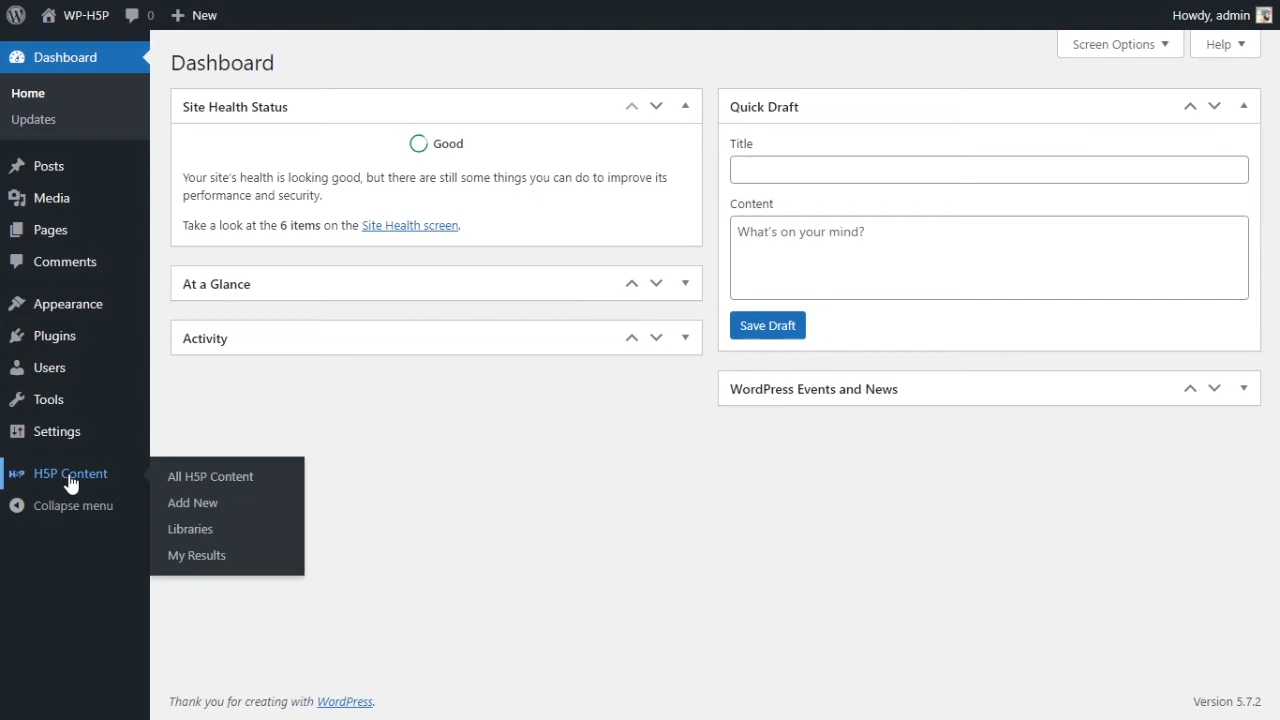 WP-H5P 0 New Howdy, admin
Dashboard
Home
Updates
Posts
Media
Pages
Comments
Appearance
Plugins
Users
Tools
Settings
H5P H5P Content
Collapse menu
All H5P Content
Add New
Libraries
My Results
Screen Options Help
Dashboard
Site Health Status
Good
Your site's health is looking good, but there are still some things you can do to improve its
performance and security.
Take a look at the 6 items on the Site Health screen.
At a Glance
Activity
Quick Draft
Title
Content
What's on your mind?
Save Draft
WordPress Events and News
Thank you for creating with WordPress.
Version 5.7.2